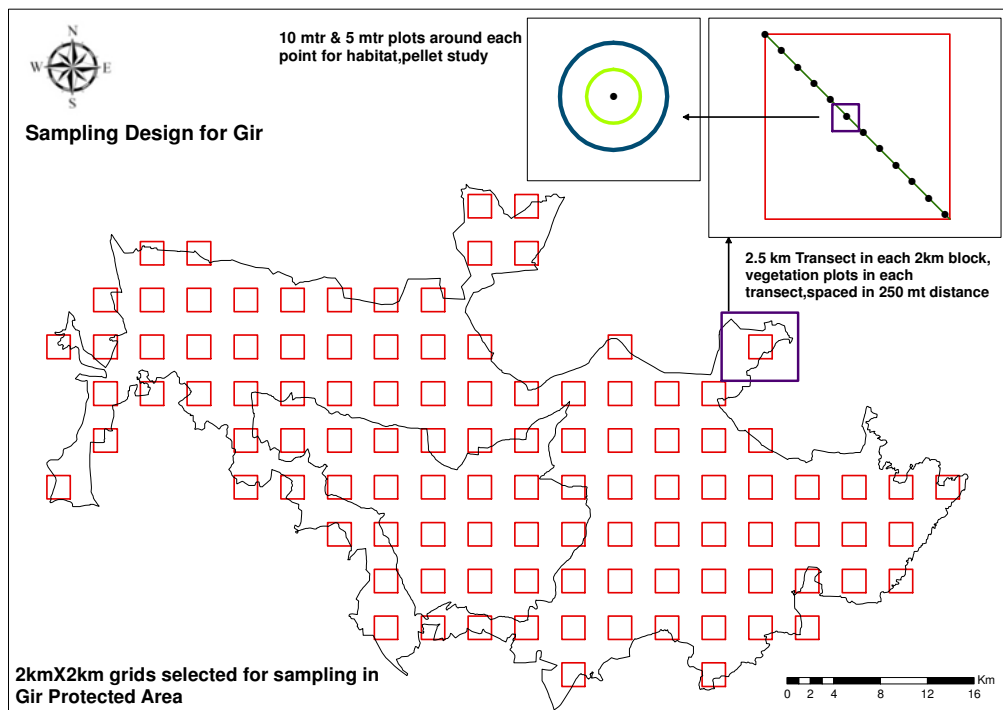 N
W E
S
10 mtr & 5 mtr plots around each
point for habitat,pellet study
Sampling Design for Gir
2.5 km Transect in each 2km block,
vegetation plots in each
transect,spaced in 250 mt distance
2kmX2km grids selected for sampling in
Gir Protected Area
Km
0 2 4 8 12 16